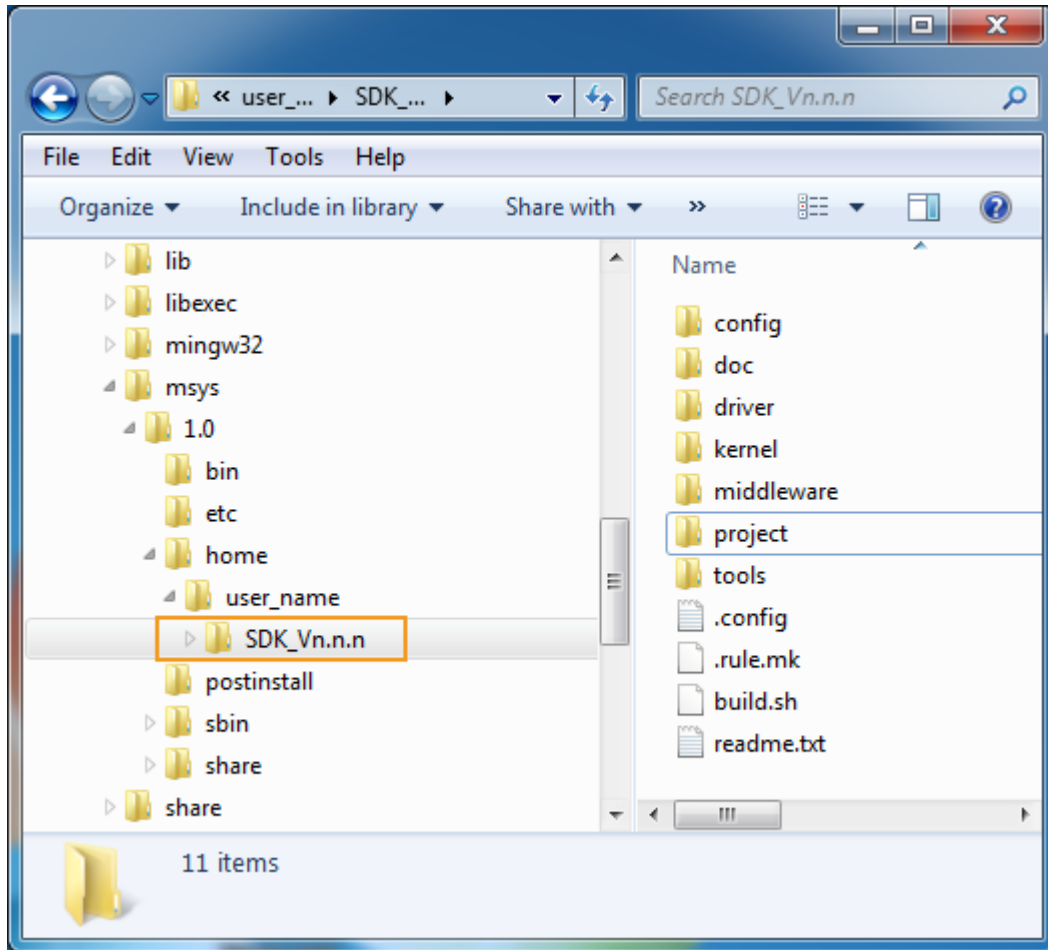 « user_... ▸ SDK_... ▸
Search SDK_Vn.n.n
File Edit View Tools Help
Organize Include in library Share with »
lib
libexec
mingw32
msys
1.0
bin
etc
home
user_name
SDK_Vn.n.n
postinstall
sbin
share
share
Name
config
doc
driver
kernel
middleware
project
tools
.config
.rule.mk
build.sh
readme.txt
11 items